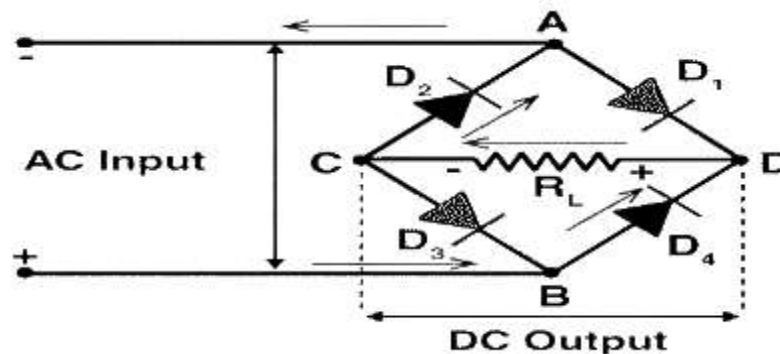 A
-
D2
D1
AC Input
C
-
RL
+
D
D3
D4
+
B
DC Output